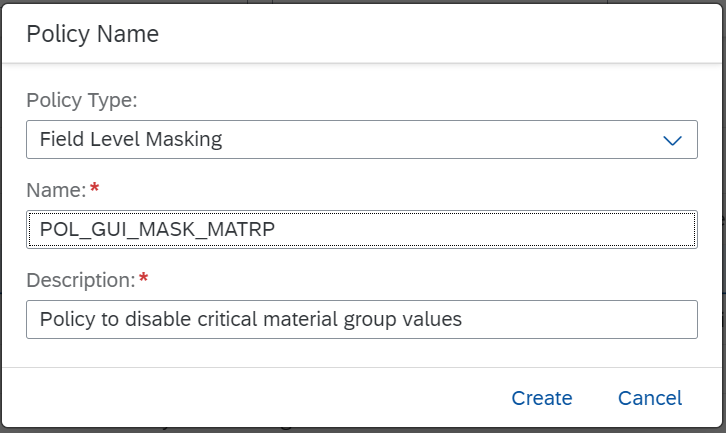 Policy Name
Policy Type:
Field Level Masking
Name: *
POL_GUI_MASK_MATRP
Description: *
Policy to disable critical material group values
Create Cancel